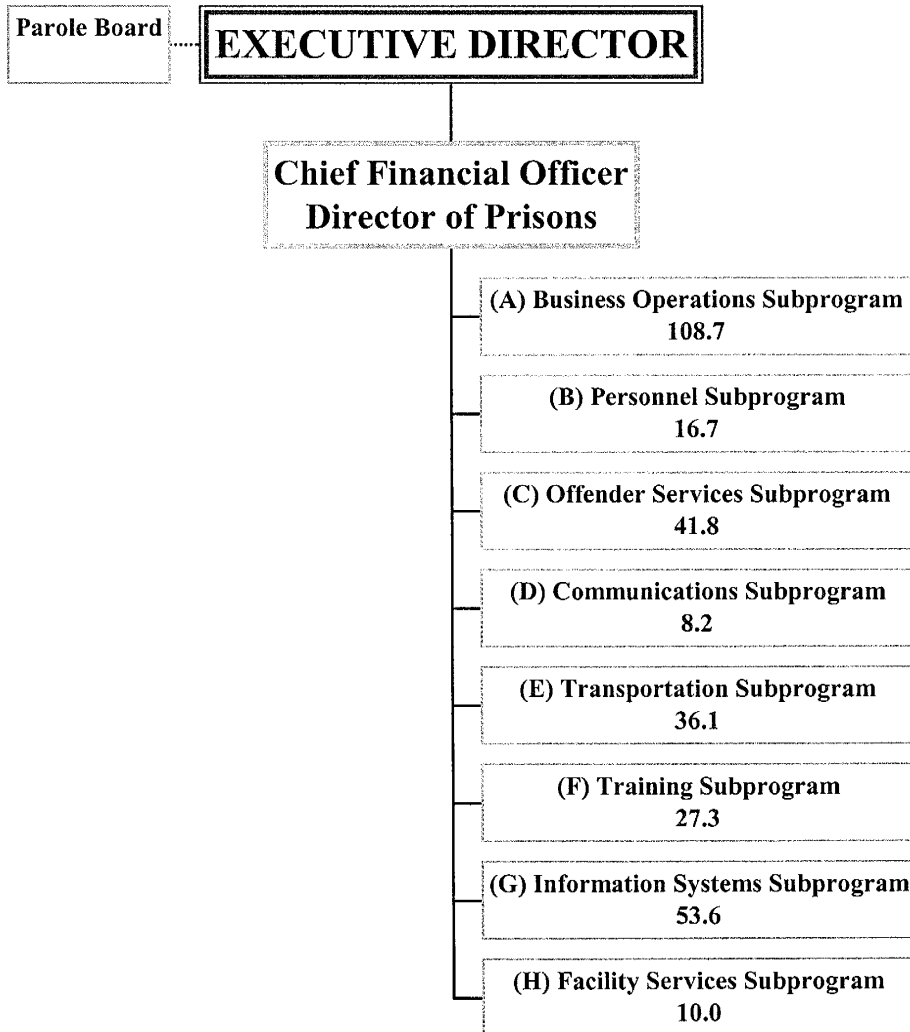 Parole Board
EXECUTIVE DIRECTOR
Chief Financial Officer
Director of Prisons
(A) Business Operations Subprogram
108.7
(B) Personnel Subprogram
16.7
(C) Offender Services Subprogram
41.8
(D) Communications Subprogram
8.2
(E) Transportation Subprogram
36.1
(F) Training Subprogram
27.3
(G) Information Systems Subprogram
53.6
(H) Facility Services Subprogram
10.0